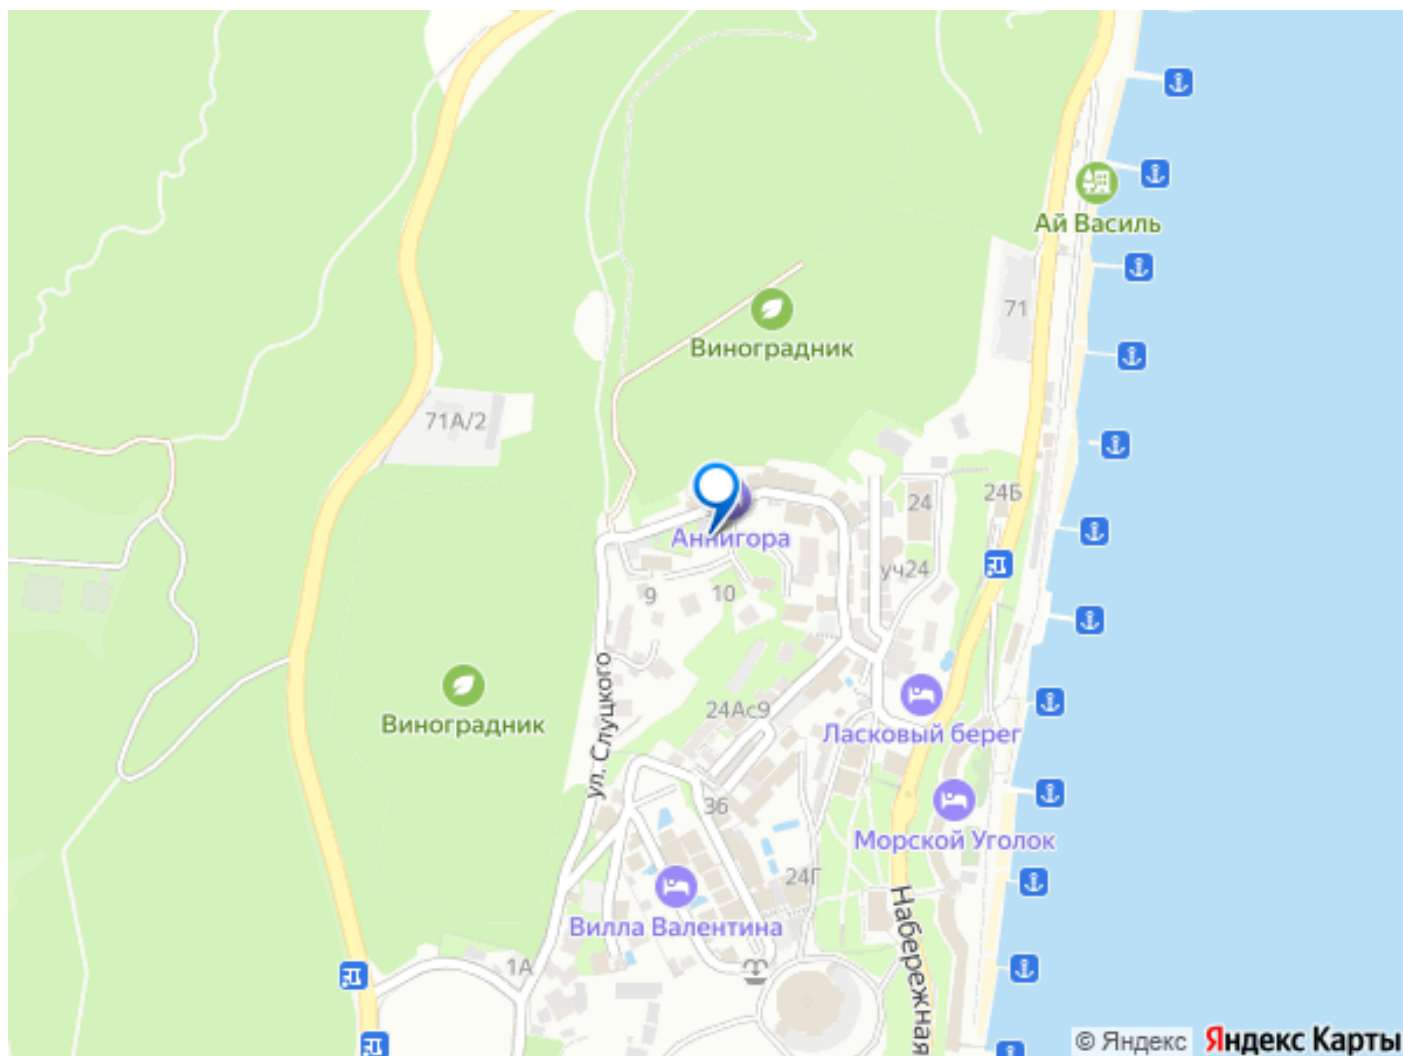 Ай Василь
71
Виноградник
71А/2
24Б
24
Аннигора
уч24
9
10
ул. Слуцкого
Виноградник
24Ас9
Ласковый берег
36
Морской Уголок
24Г
Вилла Валентина
Набережная
1А
© Яндекс
Яндекс Карты